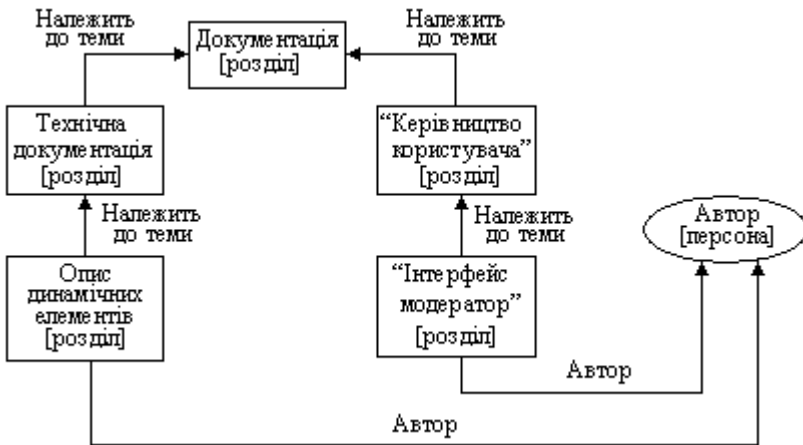 Належить
до теми
Документація
[розділ]
Належить
до теми
Технічна
документація
[розділ]
“Керівництво
користувача”
[розділ]
Належить
до теми
Належить
до теми
Автор
[персона]
Опис
динамічних
елементів
[розділ]
“Інтерфейс
модератор”
[розділ]
Автор
Автор